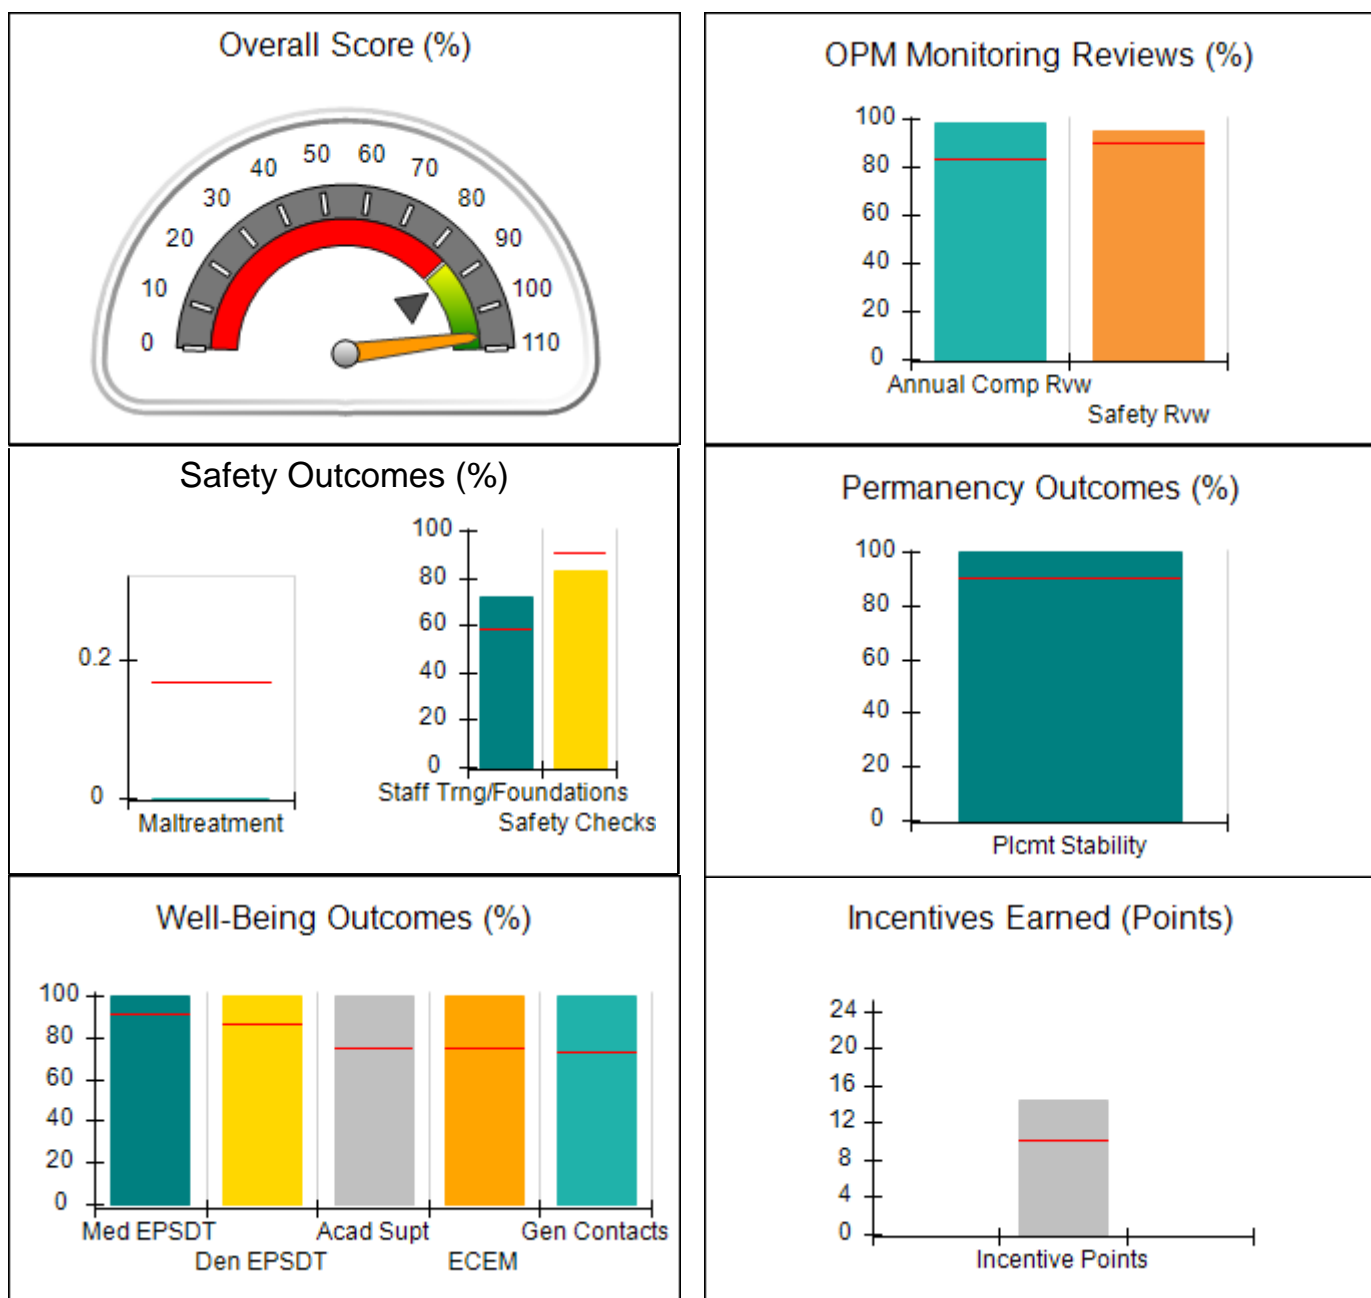 Overall Score (%)
0
10
20
30
40
50
60
70
80
90
100
110
OPM Monitoring Reviews (%)
100
80
60
40
20
0
Annual Comp Rvw
Safety Rvw
Safety Outcomes (%)
0.2
0
Maltreatment
100
80
60
40
20
0
Staff Trng/Foundations
Safety Checks
Permanency Outcomes (%)
100
80
60
40
20
0
Plcmt Stability
Well-Being Outcomes (%)
100
80
60
40
20
0
Med EPSDT
Den EPSDT
Acad Supt
ECEM
Gen Contacts
Incentives Earned (Points)
24
20
16
12
8
4
0
Incentive Points